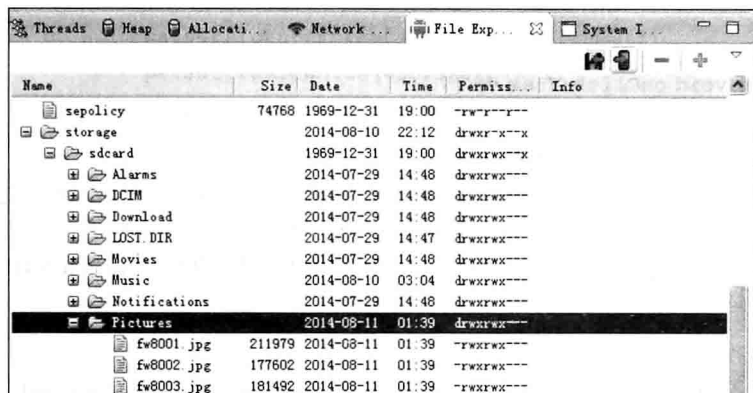 Threads Heap Allocati... Network ... File Exp... System I...
Name Size Date Time Permiss... Info
sepolicy 74768 1969-12-31 19:00 -rw-r--r--
storage 2014-08-10 22:12 drwxr-x--x
sdcard 1969-12-31 19:00 drwxrwx--x
Alarms 2014-07-29 14:48 drwxrwx---
DCIM 2014-07-29 14:48 drwxrwx---
Download 2014-07-29 14:48 drwxrwx---
LOST.DIR 2014-07-29 14:47 drwxrwx---
Movies 2014-07-29 14:48 drwxrwx---
Music 2014-08-10 03:04 drwxrwx---
Notifications 2014-07-29 14:48 drwxrwx---
Pictures 2014-08-11 01:39 drwxrwx---
fw8001.jpg 211979 2014-08-11 01:39 -rwxrwx---
fw8002.jpg 177602 2014-08-11 01:39 -rwxrwx---
fw8003.jpg 181492 2014-08-11 01:39 -rwxrwx---